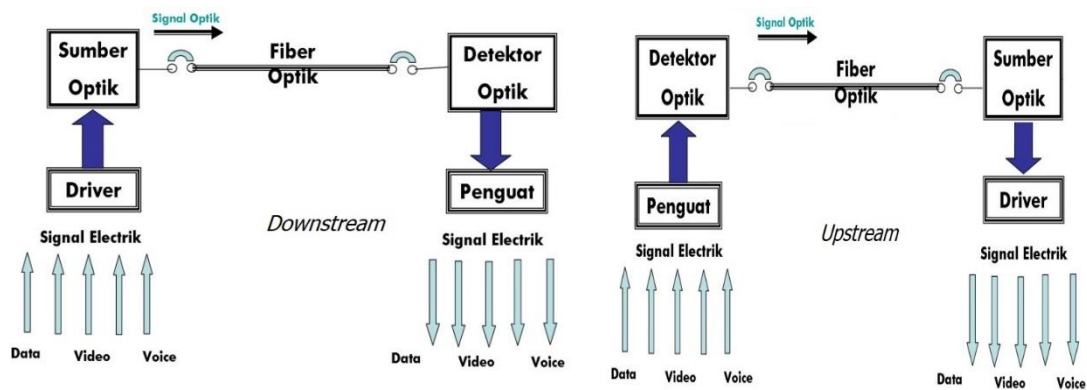 Signal Optik
Sumber
Optik
Fiber
Optik
Detektor
Optik
Driver
Penguat
Downstream
Signal Electrik
Signal Electrik
Data Video Voice
Data Video Voice
Signal Optik
Detektor
Optik
Fiber
Optik
Sumber
Optik
Penguat
Driver
Upstream
Signal Electrik
Signal Electrik
Data Video Voice
Data Video Voice